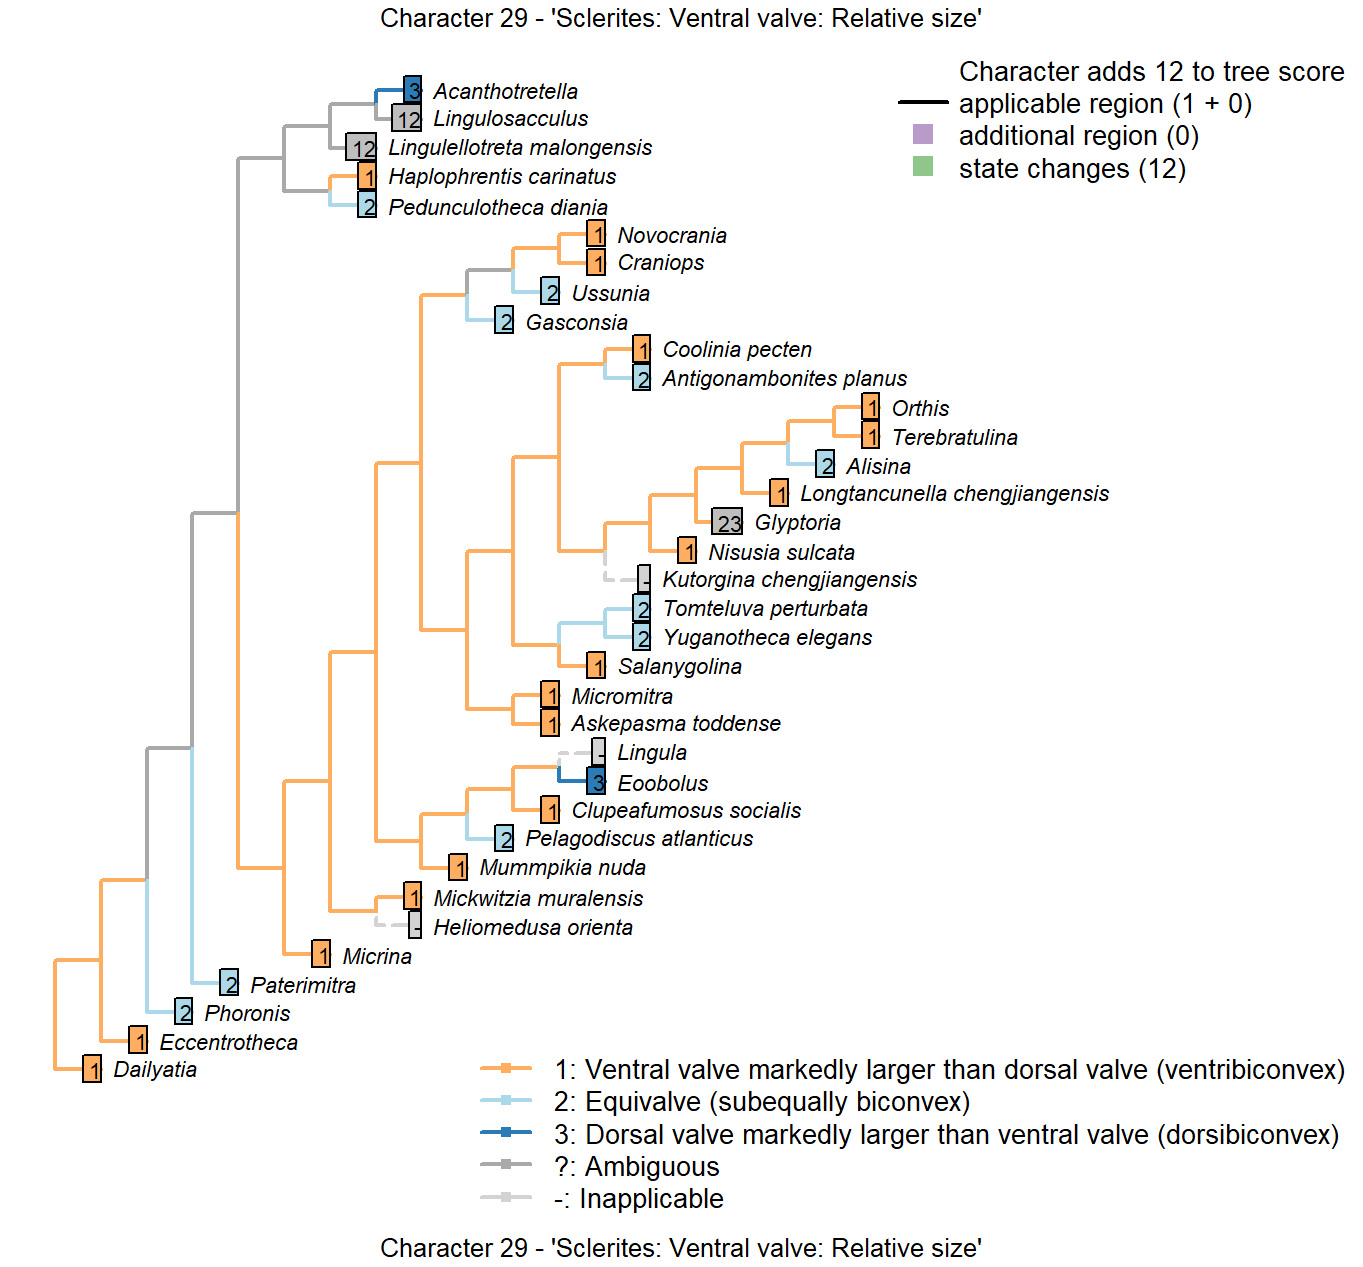 Character 29 - 'Sclerites: Ventral valve: Relative size'
Character adds 12 to tree score
applicable region (1 + 0)
additional region (0)
state changes (12)
3 Acanthotretella
12 Lingulosacculus
12 Lingulellotreta malongensis
1 Haplophrentis carinatus
2 Pedunculotheca diania
1 Novocrania
1 Craniops
2 Ussunia
2 Gasconsia
1 Coolinia pecten
2 Antigonambonites planus
1 Orthis
1 Terebratulina
2 Alisina
1 Longtancunella chengjiangensis
23 Glyptoria
1 Nisusia sulcata
- Kutorgina chengjiangensis
2 Tomteluva perturbata
2 Yuganotheca elegans
1 Salanygolina
1 Micromitra
1 Askepasma toddense
- Lingula
3 Eoobolus
1 Clupeafumosus socialis
2 Pelagodiscus atlanticus
1 Mummpikia nuda
1 Mickwitzia muralensis
- Heliomedusa orienta
1 Micrina
2 Paterimitra
2 Phoronis
1 Eccentrotheca
1 Dailyatia
1: Ventral valve markedly larger than dorsal valve (ventribiconvex)
2: Equivalve (subequally biconvex)
3: Dorsal valve markedly larger than ventral valve (dorsibiconvex)
?: Ambiguous
-: Inapplicable
Character 29 - 'Sclerites: Ventral valve: Relative size'